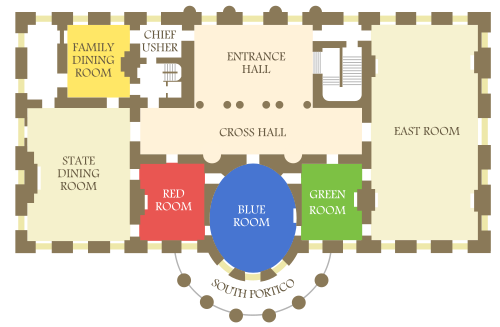 FAMILY
DINING
ROOM
CHIEF
USHER
ENTRANCE
HALL
CROSS HALL
EAST ROOM
STATE
DINING
ROOM
RED
ROOM
BLUE
ROOM
GREEN
ROOM
SOUTH PORTICO